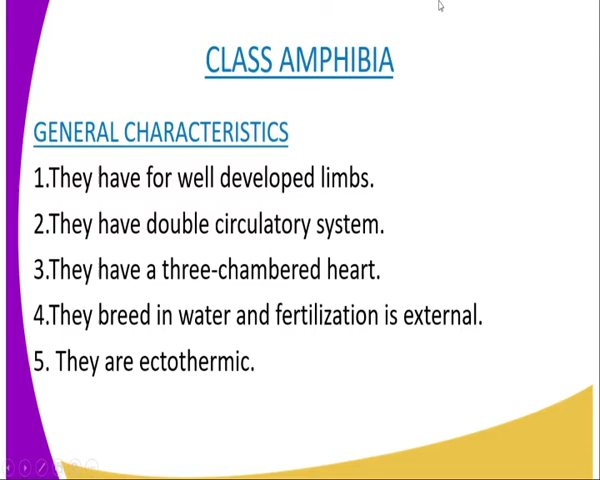 CLASS AMPHIBIA
GENERAL CHARACTERISTICS
1.They have for well developed limbs.
2.They have double circulatory system.
3.They have a three-chambered heart.
4.They breed in water and fertilization is external.
5. They are ectothermic.